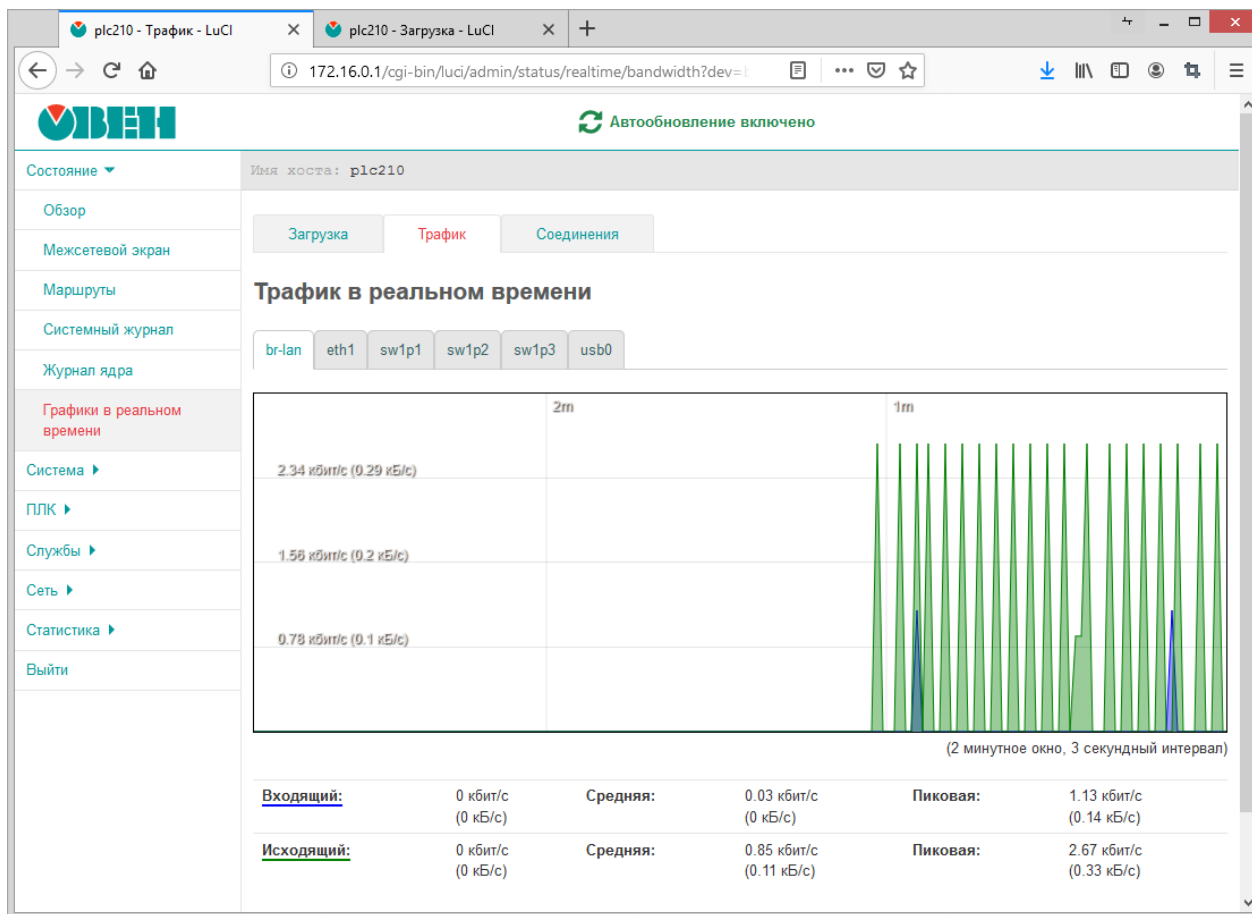 plc210 - Трафик - LuCI
plc210 - Загрузка - LuCI
172.16.0.1/cgi-bin/luci/admin/status/realtime/bandwidth?dev=
ОВЕН
Автообновление включено
Состояние
Имя хоста: plc210
Обзор
Межсетевой экран
Маршруты
Системный журнал
Журнал ядра
Графики в реальном
времени
Система
ПЛК
Службы
Сеть
Статистика
Выйти
Загрузка Трафик Соединения
Трафик в реальном времени
br-lan eth1 sw1p1 sw1p2 sw1p3 usb0
2m 1m
2.34 кбит/с (0.29 кБ/с)
1.56 кбит/с (0.2 кБ/с)
0.78 кбит/с (0.1 кБ/с)
(2 минутное окно, 3 секундный интервал)
Входящий: 0 кбит/с Средняя: 0.03 кбит/с Пиковая: 1.13 кбит/с
(0 кБ/с) (0 кБ/с) (0.14 кБ/с)
Исходящий: 0 кбит/с Средняя: 0.85 кбит/с Пиковая: 2.67 кбит/с
(0 кБ/с) (0.11 кБ/с) (0.33 кБ/с)